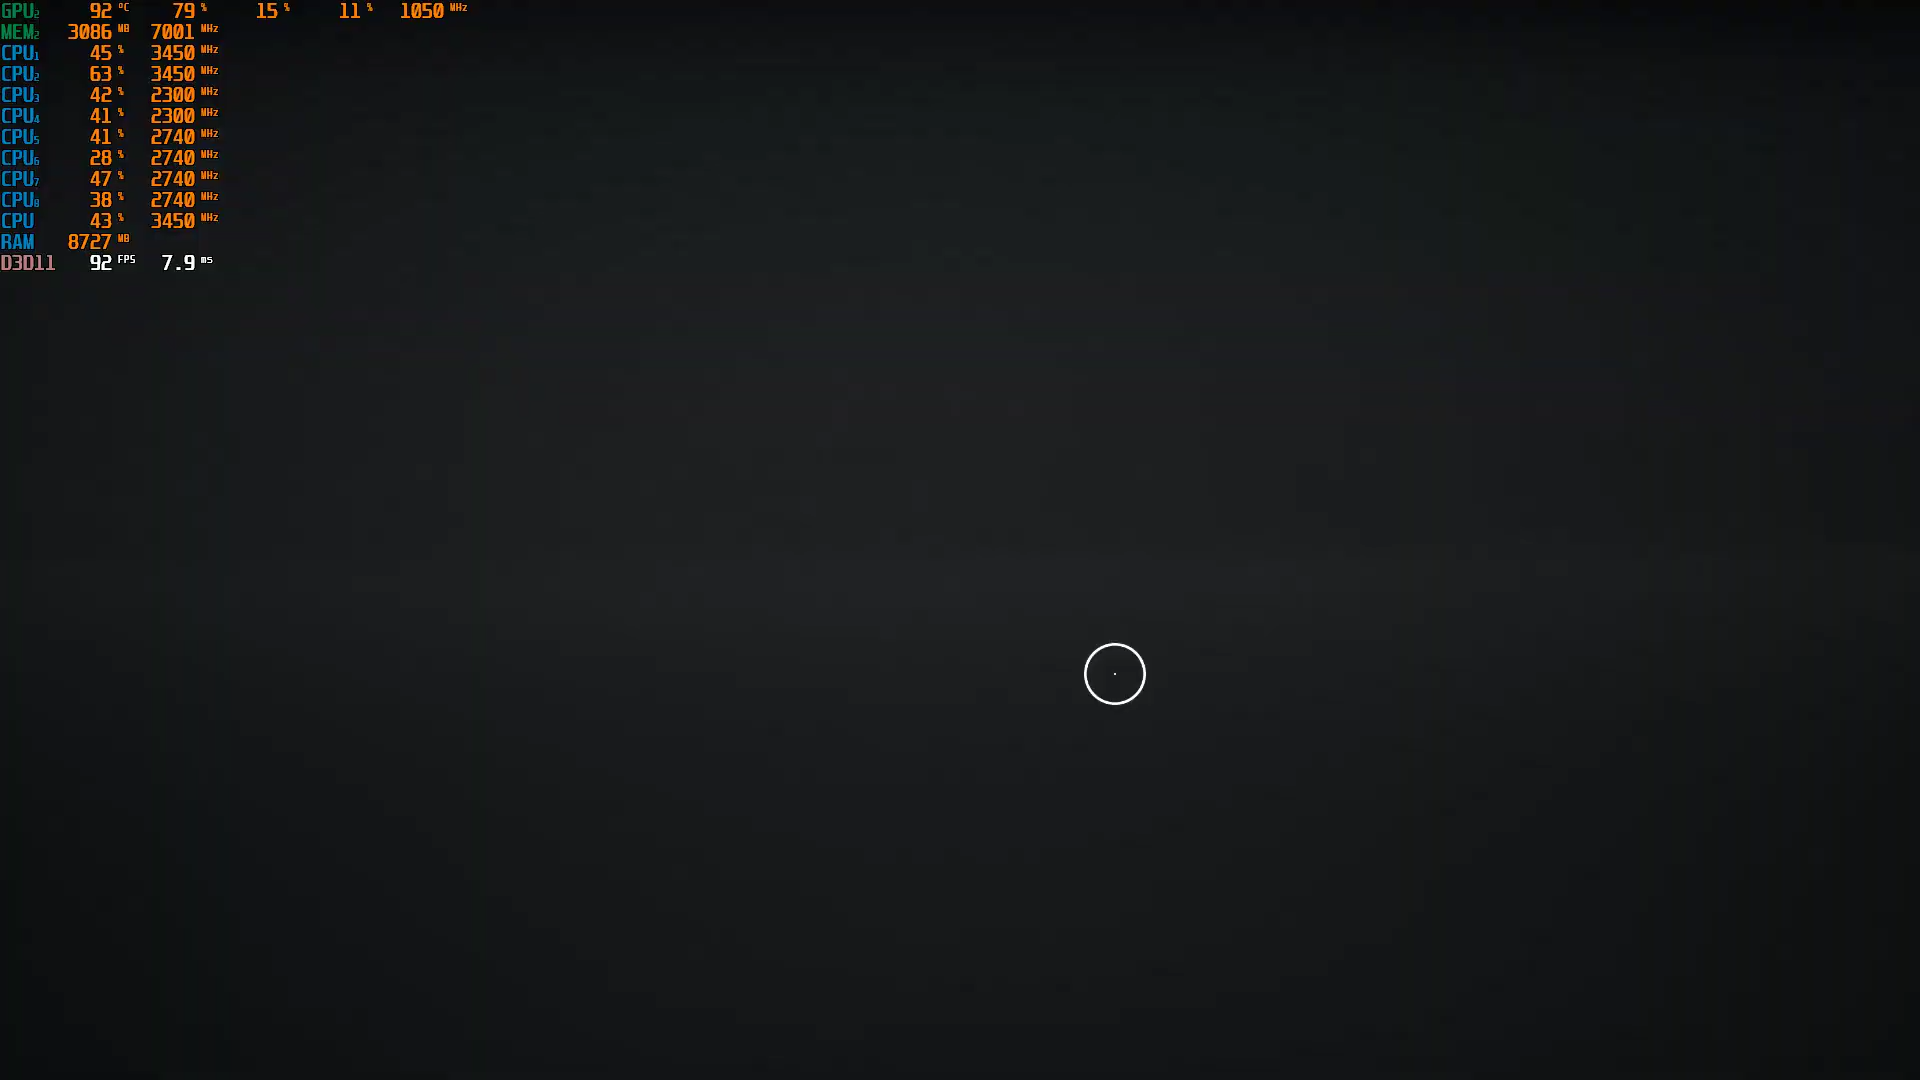 GPU2 92 °C 79 % 15 % 11 % 1050 MHz
MEM2 3086 MB 7001 MHz
CPU1 45 % 3450 MHz
CPU2 63 % 3450 MHz
CPU3 42 % 2300 MHz
CPU4 41 % 2300 MHz
CPU5 41 % 2740 MHz
CPU6 28 % 2740 MHz
CPU7 47 % 2740 MHz
CPU8 38 % 2740 MHz
CPU 43 % 3450 MHz
RAM 8727 MB
D3D11 92 FPS 7.9 ms